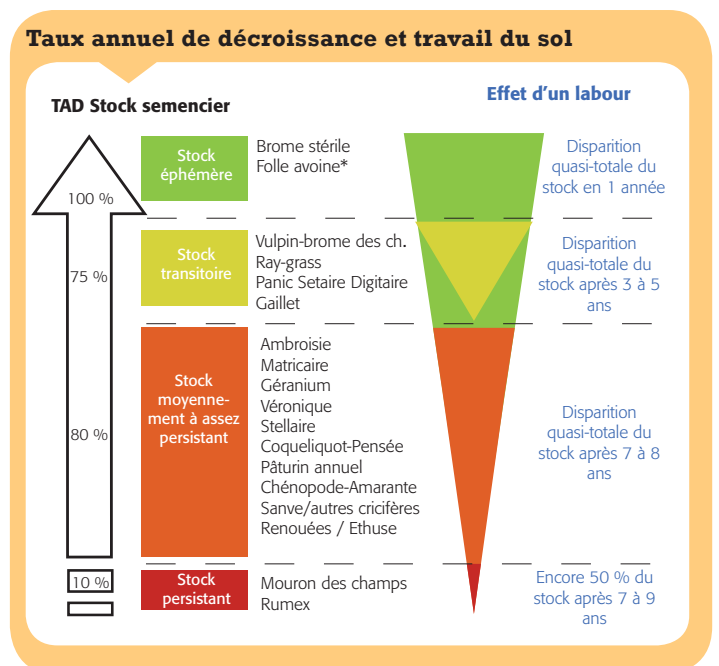 Taux annuel de décroissance et travail du sol
TAD Stock semencier
Effet d'un labour
100 %
Stock
éphémère
Brome stérile
Folle avoine*
Disparition
quasi-totale du
stock en 1 année
75 %
Stock
transitoire
Vulpin-brome des ch.
Ray-grass
Panic Setaire Digitaire
Gaillet
Disparition
quasi-totale du
stock après 3 à 5
ans
80 %
Stock
moyenne-
ment à assez
persistant
Ambroisie
Matricaire
Géranium
Véronique
Stellaire
Coqueliquot-Pensée
Pâturin annuel
Chénopode-Amarante
Sanve/autres cricifères
Renouées / Ethuse
Disparition
quasi-totale du
stock après 7 à 8
ans
10 %
Stock
persistant
Mouron des champs
Rumex
Encore 50 % du
stock après 7 à 9
ans